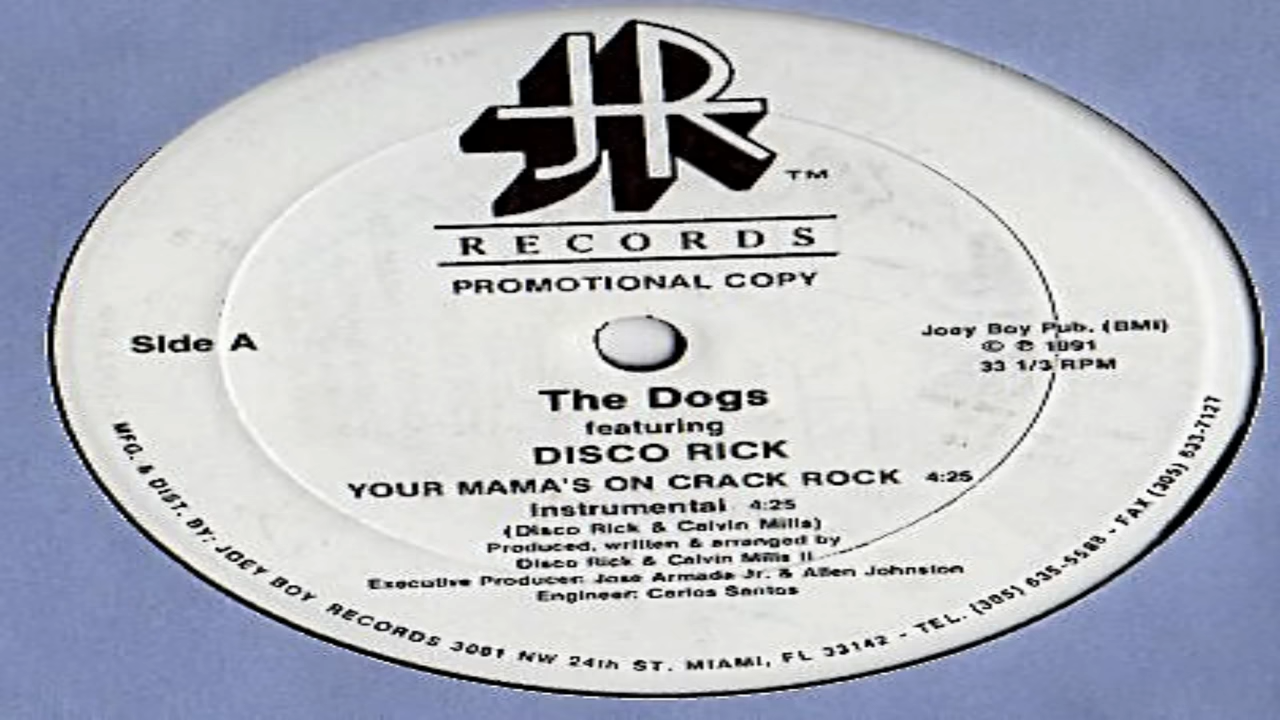 JR
TM
RECORDS
PROMOTIONAL COPY
Side A
Joey Boy Pub. (BMI)
© ℗ 1991
33 1/3 RPM
The Dogs
featuring
DISCO RICK
YOUR MAMA'S ON CRACK ROCK 4:25
Instrumental 4:25
(Disco Rick & Calvin Mills)
Produced, written & arranged by
Disco Rick & Calvin Mills II
Executive Producer: Jose Armada Jr. & Allen Johnston
Engineer: Carlos Santos
MFG. & DIST. BY: JOEY BOY RECORDS 3081 NW 24th ST. MIAMI, FL 33142 - TEL. (305) 635-5588 - FAX (305) 633-7127